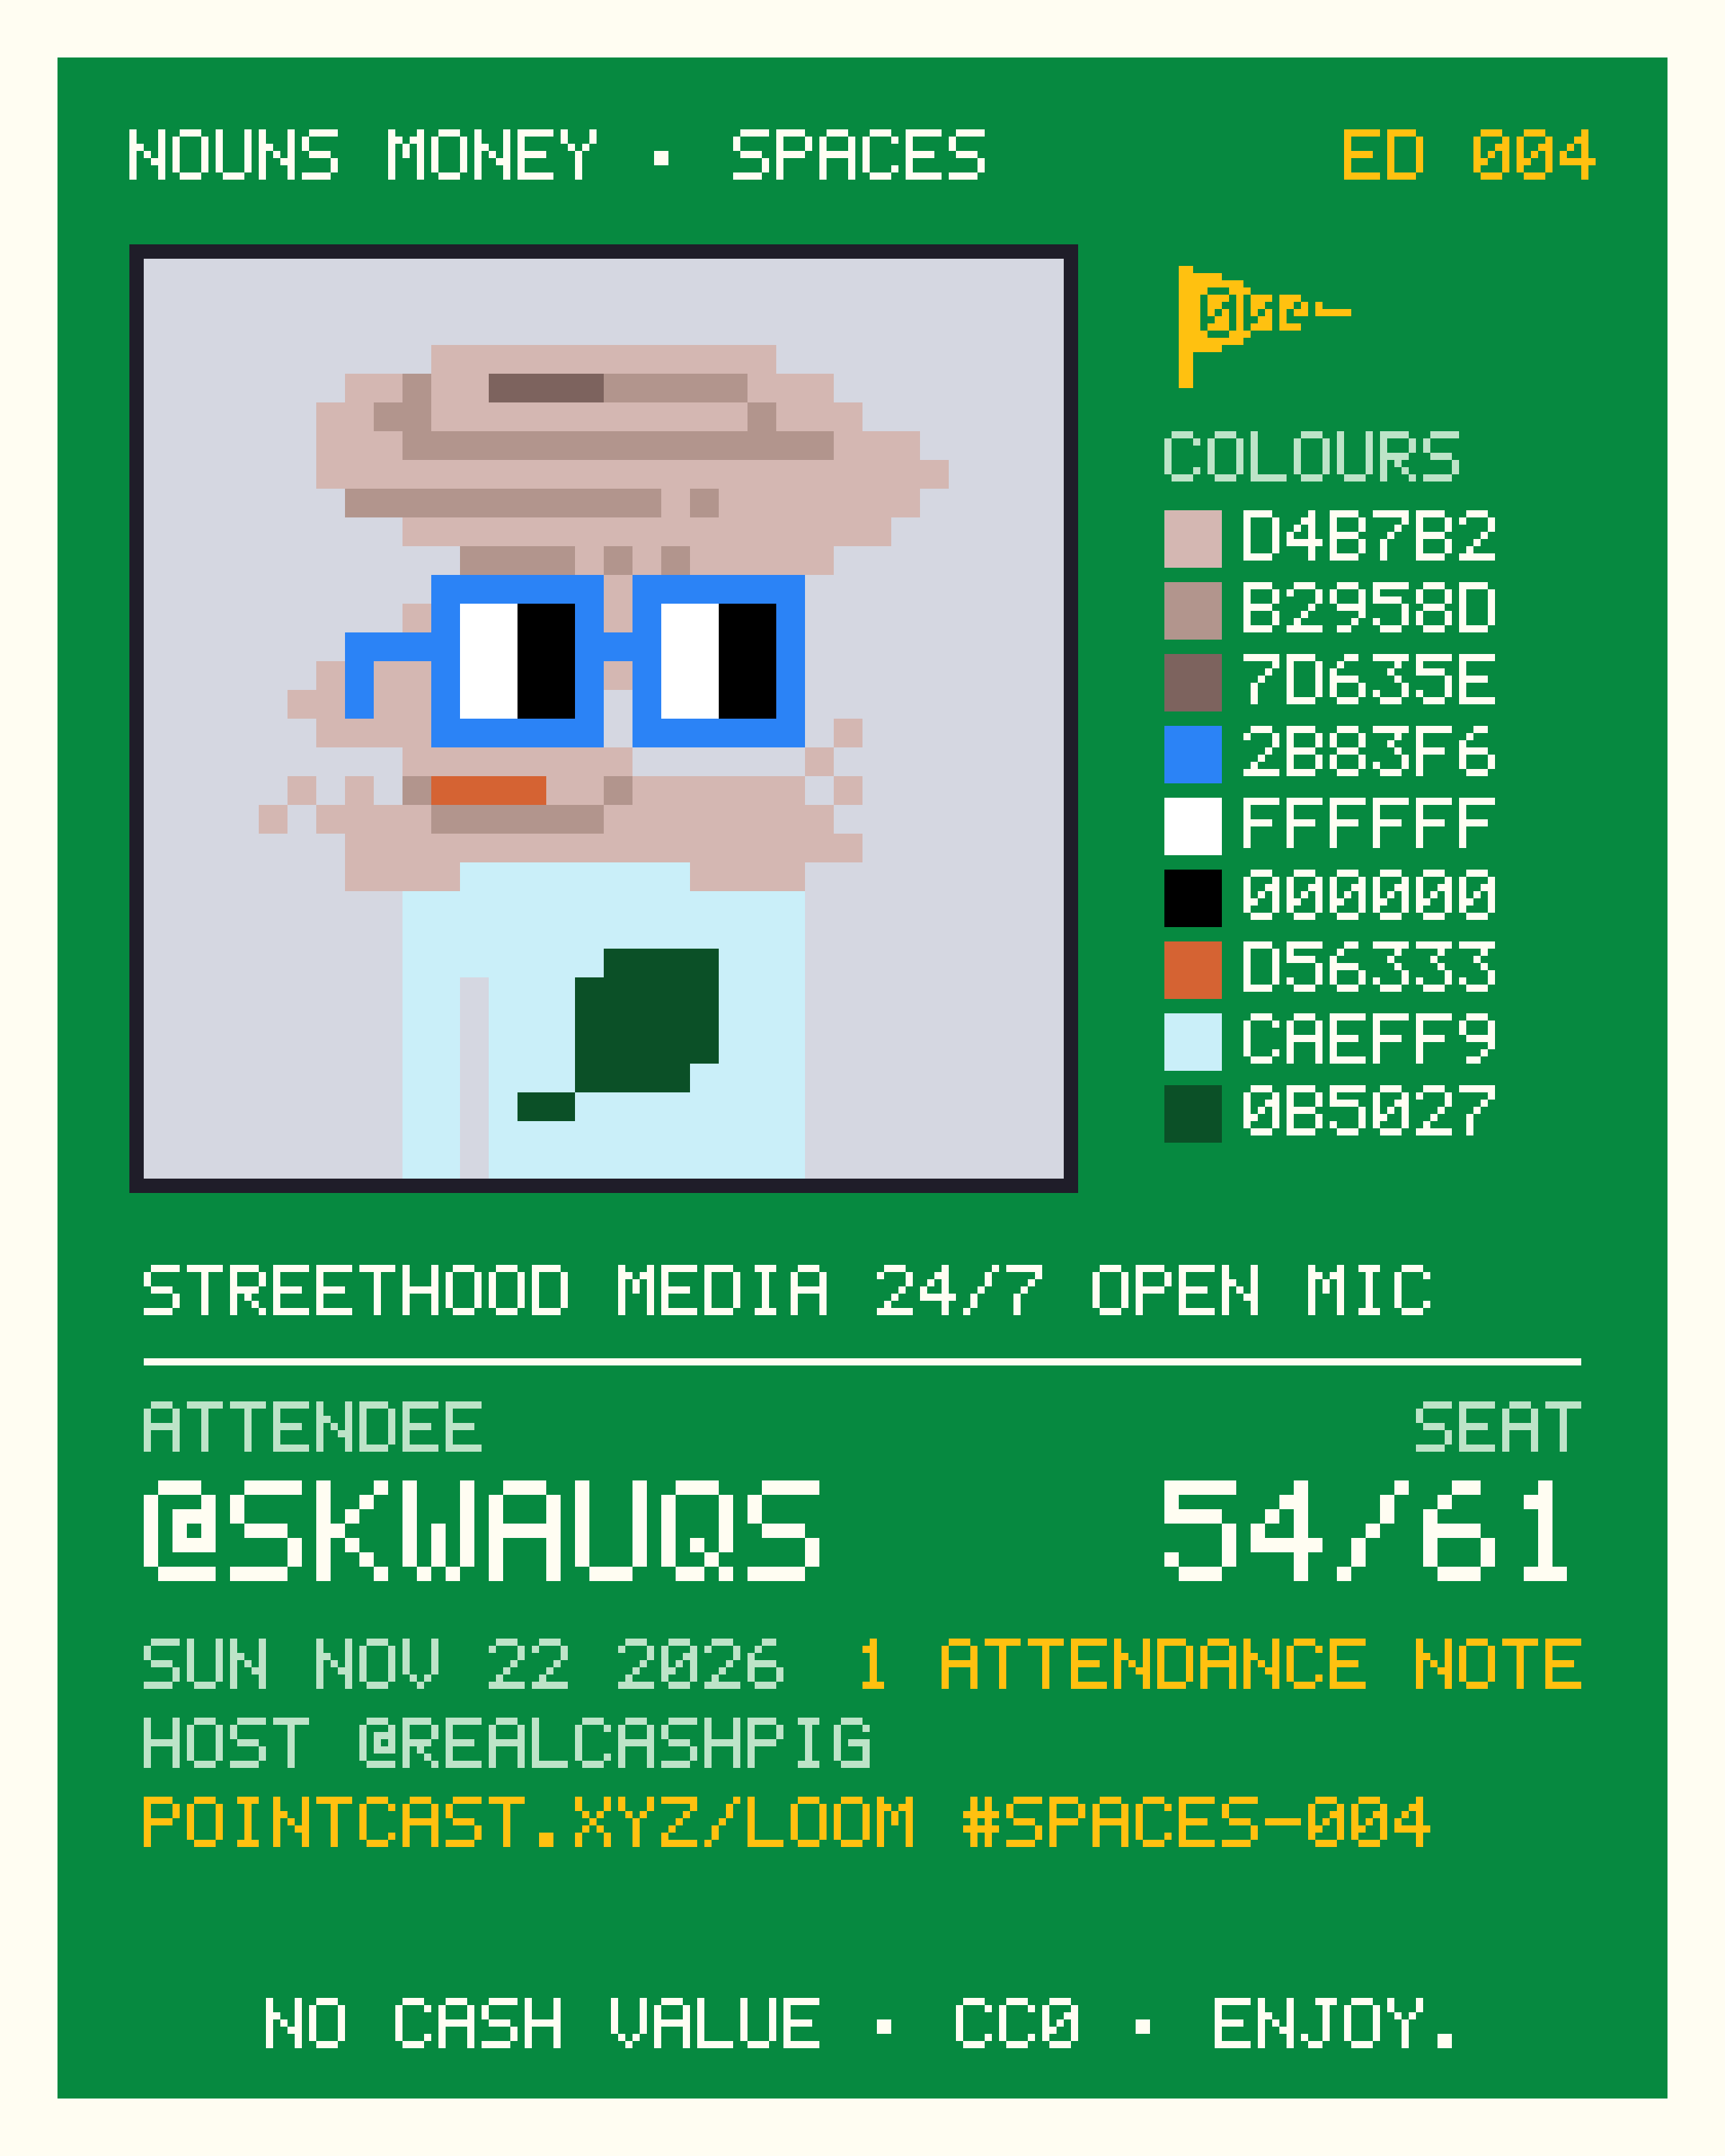 NOUNS MONEY · SPACES
ED 004
COLOURS
D4B7B2
B2958D
7D635E
2B83F6
FFFFFF
000000
D56333
CAEFF9
0B5027
STREETHOOD MEDIA 24/7 OPEN MIC
ATTENDEE
SEAT
@SKWAUQS
54/61
SUN NOV 22 2026
1 ATTENDANCE NOTE
HOST @REALCASHPIG
POINTCAST.XYZ/LOOM #SPACES-004
NO CASH VALUE · CC0 · ENJOY.